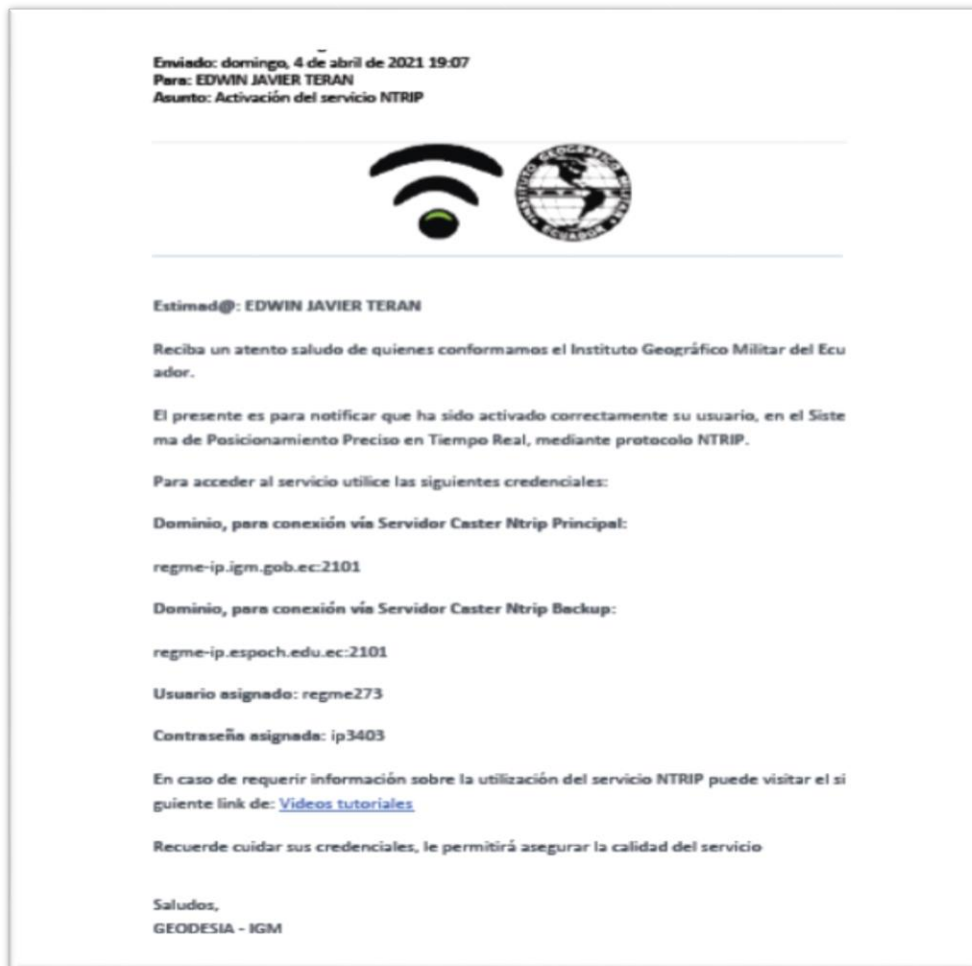 Enviado: domingo, 4 de abril de 2021 19:07
Para: EDWIN JAVIER TERAN
Asunto: Activación del servicio NTRIP
INSTITUTO GEOGRAFICO MILITAR
ECUADOR
Estimad@: EDWIN JAVIER TERAN
Reciba un atento saludo de quienes conformamos el Instituto Geográfico Militar del Ecu
ador.
El presente es para notificar que ha sido activado correctamente su usuario, en el Siste
ma de Posicionamiento Preciso en Tiempo Real, mediante protocolo NTRIP.
Para acceder al servicio utilice las siguientes credenciales:
Dominio, para conexión vía Servidor Caster Ntrip Principal:
regme-ip.igm.gob.ec:2101
Dominio, para conexión vía Servidor Caster Ntrip Backup:
regme-ip.espoch.edu.ec:2101
Usuario asignado: regme273
Contraseña asignada: ip3403
En caso de requerir información sobre la utilización del servicio NTRIP puede visitar el si
guiente link de: Videos tutoriales
Recuerde cuidar sus credenciales, le permitirá asegurar la calidad del servicio
Saludos,
GEODESIA - IGM